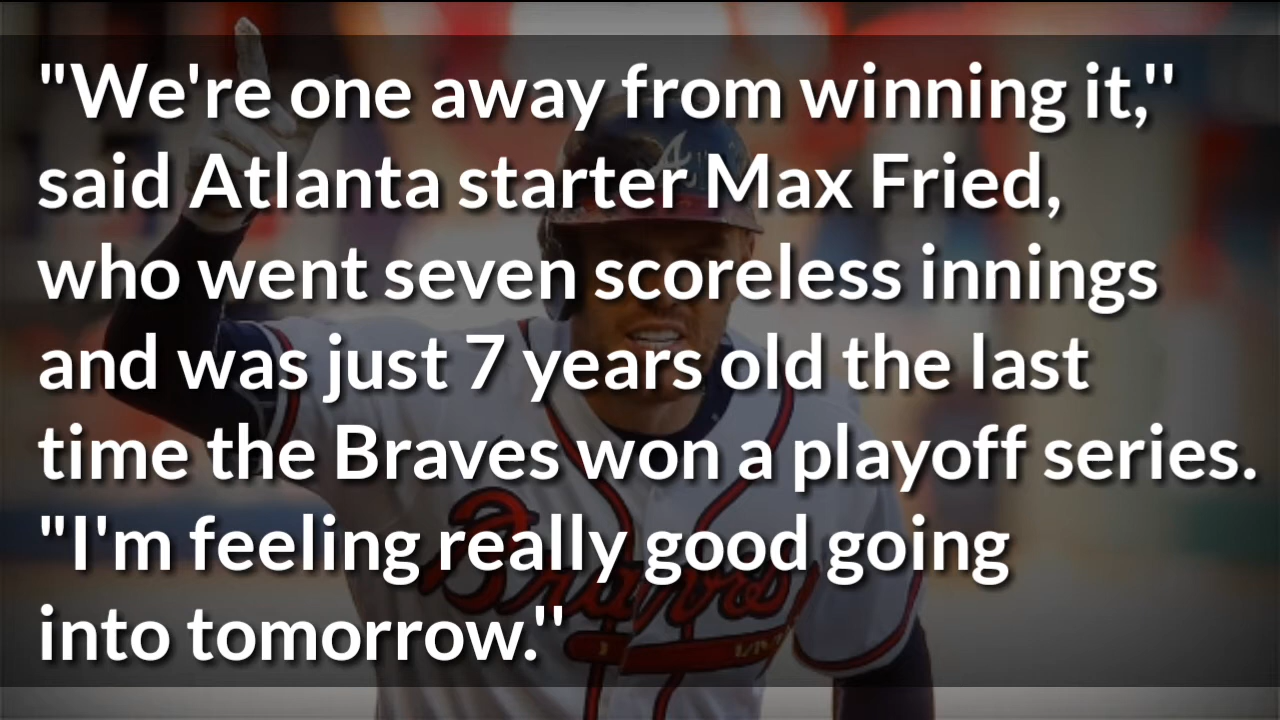 "We're one away from winning it,"
said Atlanta starter Max Fried,
who went seven scoreless innings
and was just 7 years old the last
time the Braves won a playoff series.
"I'm feeling really good going
into tomorrow."
A
Braves